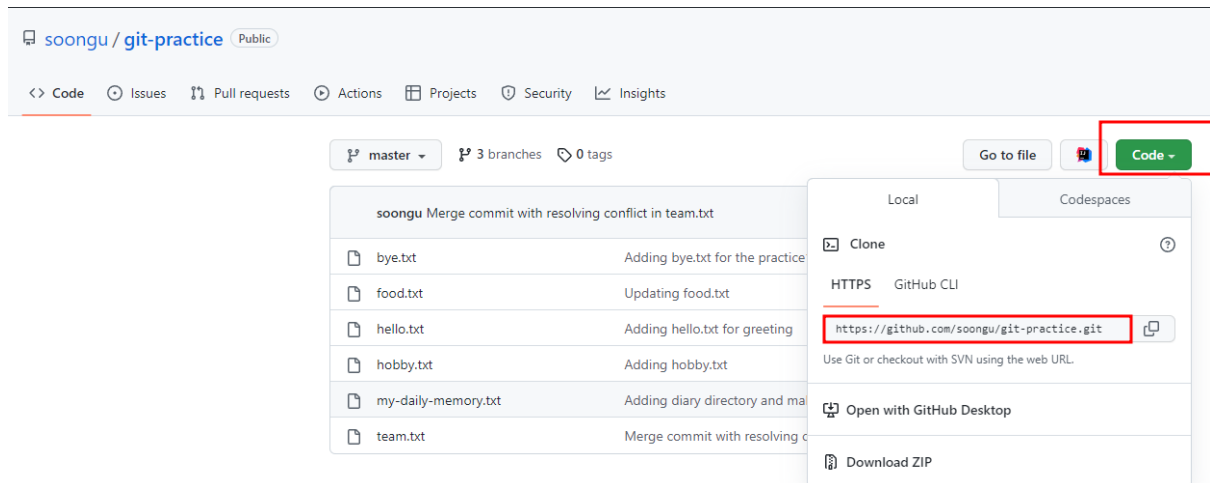 soongu / git-practice Public
Code Issues Pull requests Actions Projects Security Insights
master 3 branches 0 tags Go to file Code
soongu Merge commit with resolving conflict in team.txt
bye.txt Adding bye.txt for the practice
food.txt Updating food.txt
hello.txt Adding hello.txt for greeting
hobby.txt Adding hobby.txt
my-daily-memory.txt Adding diary directory and
team.txt Merge commit with resolving
Local Codespaces
Clone
HTTPS GitHub CLI
https://github.com/soongu/git-practice.git
Use Git or checkout with SVN using the web URL.
Open with GitHub Desktop
Download ZIP